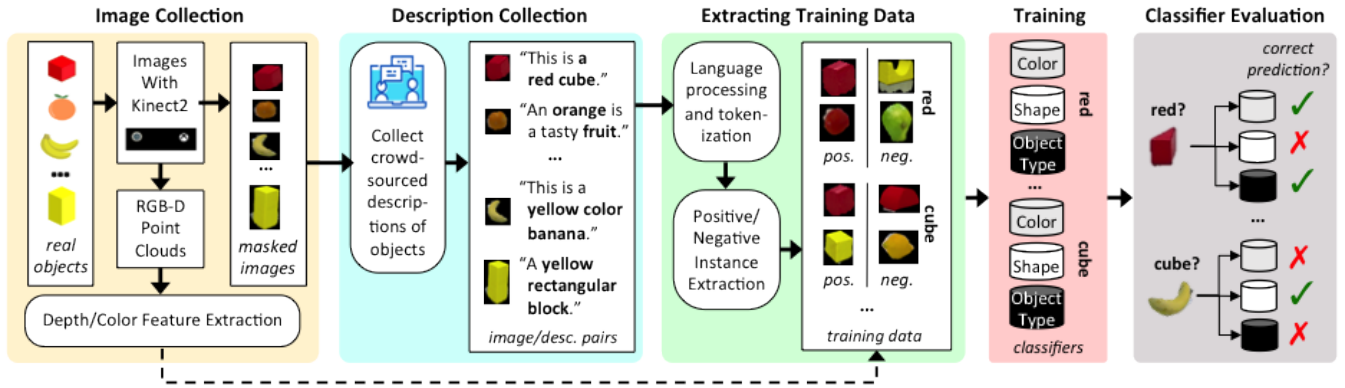 Image Collection
Images
With
Kinect2
RGB-D
Point
Clouds
real
objects
...
masked
images
Depth/Color Feature Extraction
Description Collection
Collect
crowd-
sourced
descrip-
tions of
objects
“This is a
red cube.”
“An orange is
a tasty fruit.”
...
“This is a
yellow color
banana.”
“A yellow
rectangular
block.”
image/desc. pairs
Extracting Training Data
Language
processing
and token-
ization
Positive/
Negative
Instance
Extraction
red
pos.
neg.
cube
pos.
neg.
...
training data
Training
Color
Shape
Object
Type
red
...
Color
Shape
Object
Type
cube
classifiers
Classifier Evaluation
correct
prediction?
red?
...
cube?